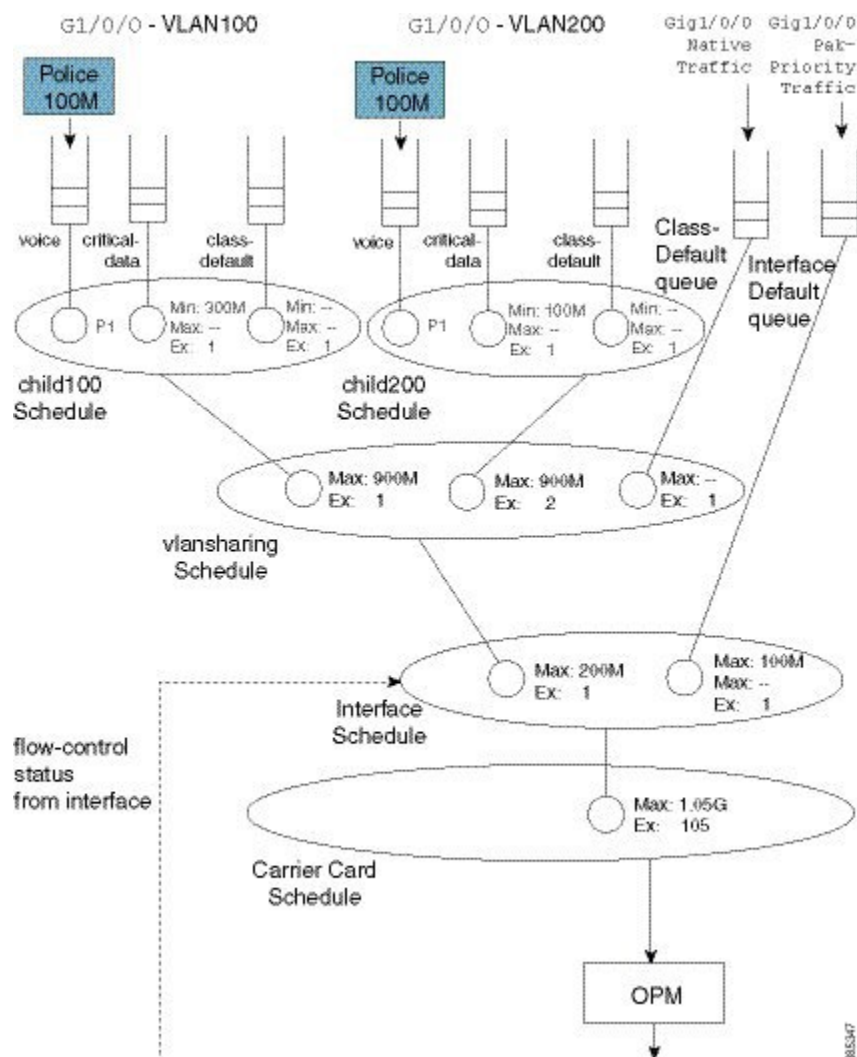 G1/0/0 - VLAN100
G1/0/0 - VLAN200
Gig1/0/0
Native
Traffic
Gig1/0/0
Pak-
Priority
Traffic
Police
100M
Police
100M
voice
critical-
data
class-
default
voice
critical-
data
class-
default
Class-
Default
queue
Interface
Default
queue
P1
Min: 300M
Max: --
Ex: 1
Min: --
Max: --
Ex: 1
P1
Min: 100M
Max: --
Ex: 1
Min: --
Max: --
Ex: 1
child100
Schedule
child200
Schedule
Max: 900M
Ex: 1
Max: 900M
Ex: 2
Max: --
Ex: 1
vlansharing
Schedule
Max: 200M
Ex: 1
Max: 100M
Max: --
Ex: 1
Interface
Schedule
flow-control
status
from interface
Max: 1.05G
Ex: 105
Carrier Card
Schedule
OPM